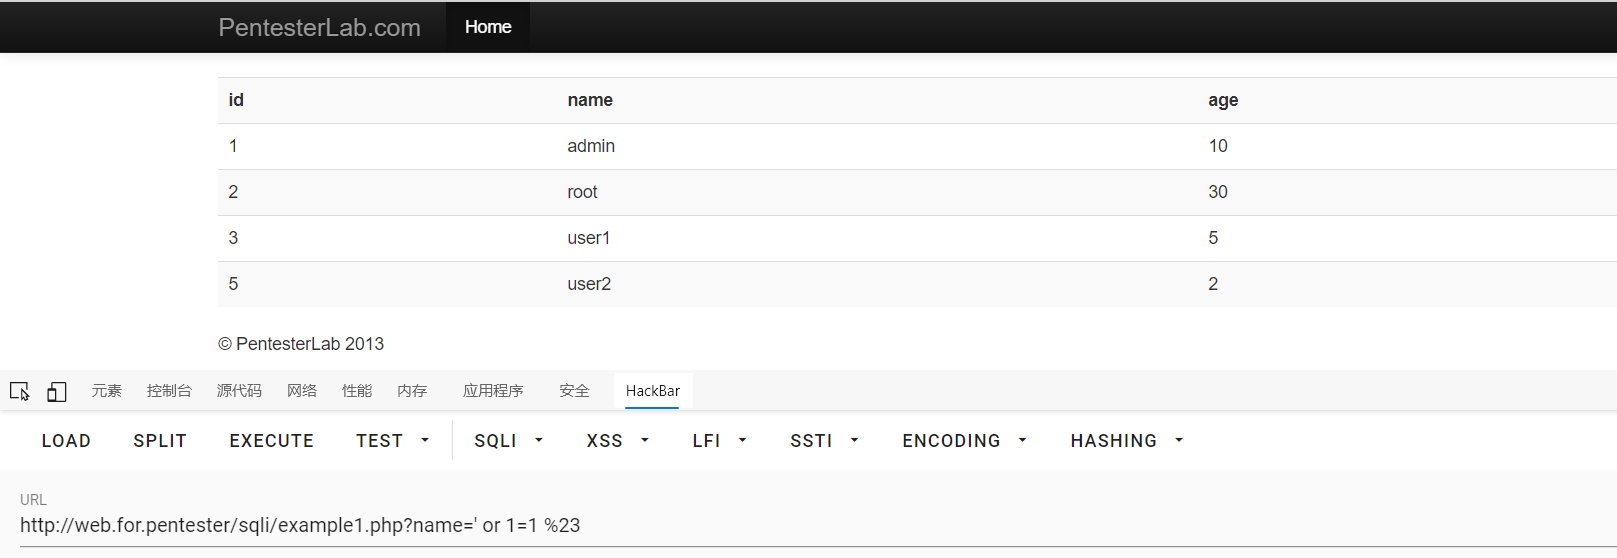 PentesterLab.com Home
id name age
1 admin 10
2 root 30
3 user1 5
5 user2 2
© PentesterLab 2013
元素 控制台 源代码 网络 性能 内存 应用程序 安全 HackBar
LOAD SPLIT EXECUTE TEST SQLI XSS LFI SSTI ENCODING HASHING
URL
http://web.for.pentester/sqli/example1.php?name=' or 1=1 %23